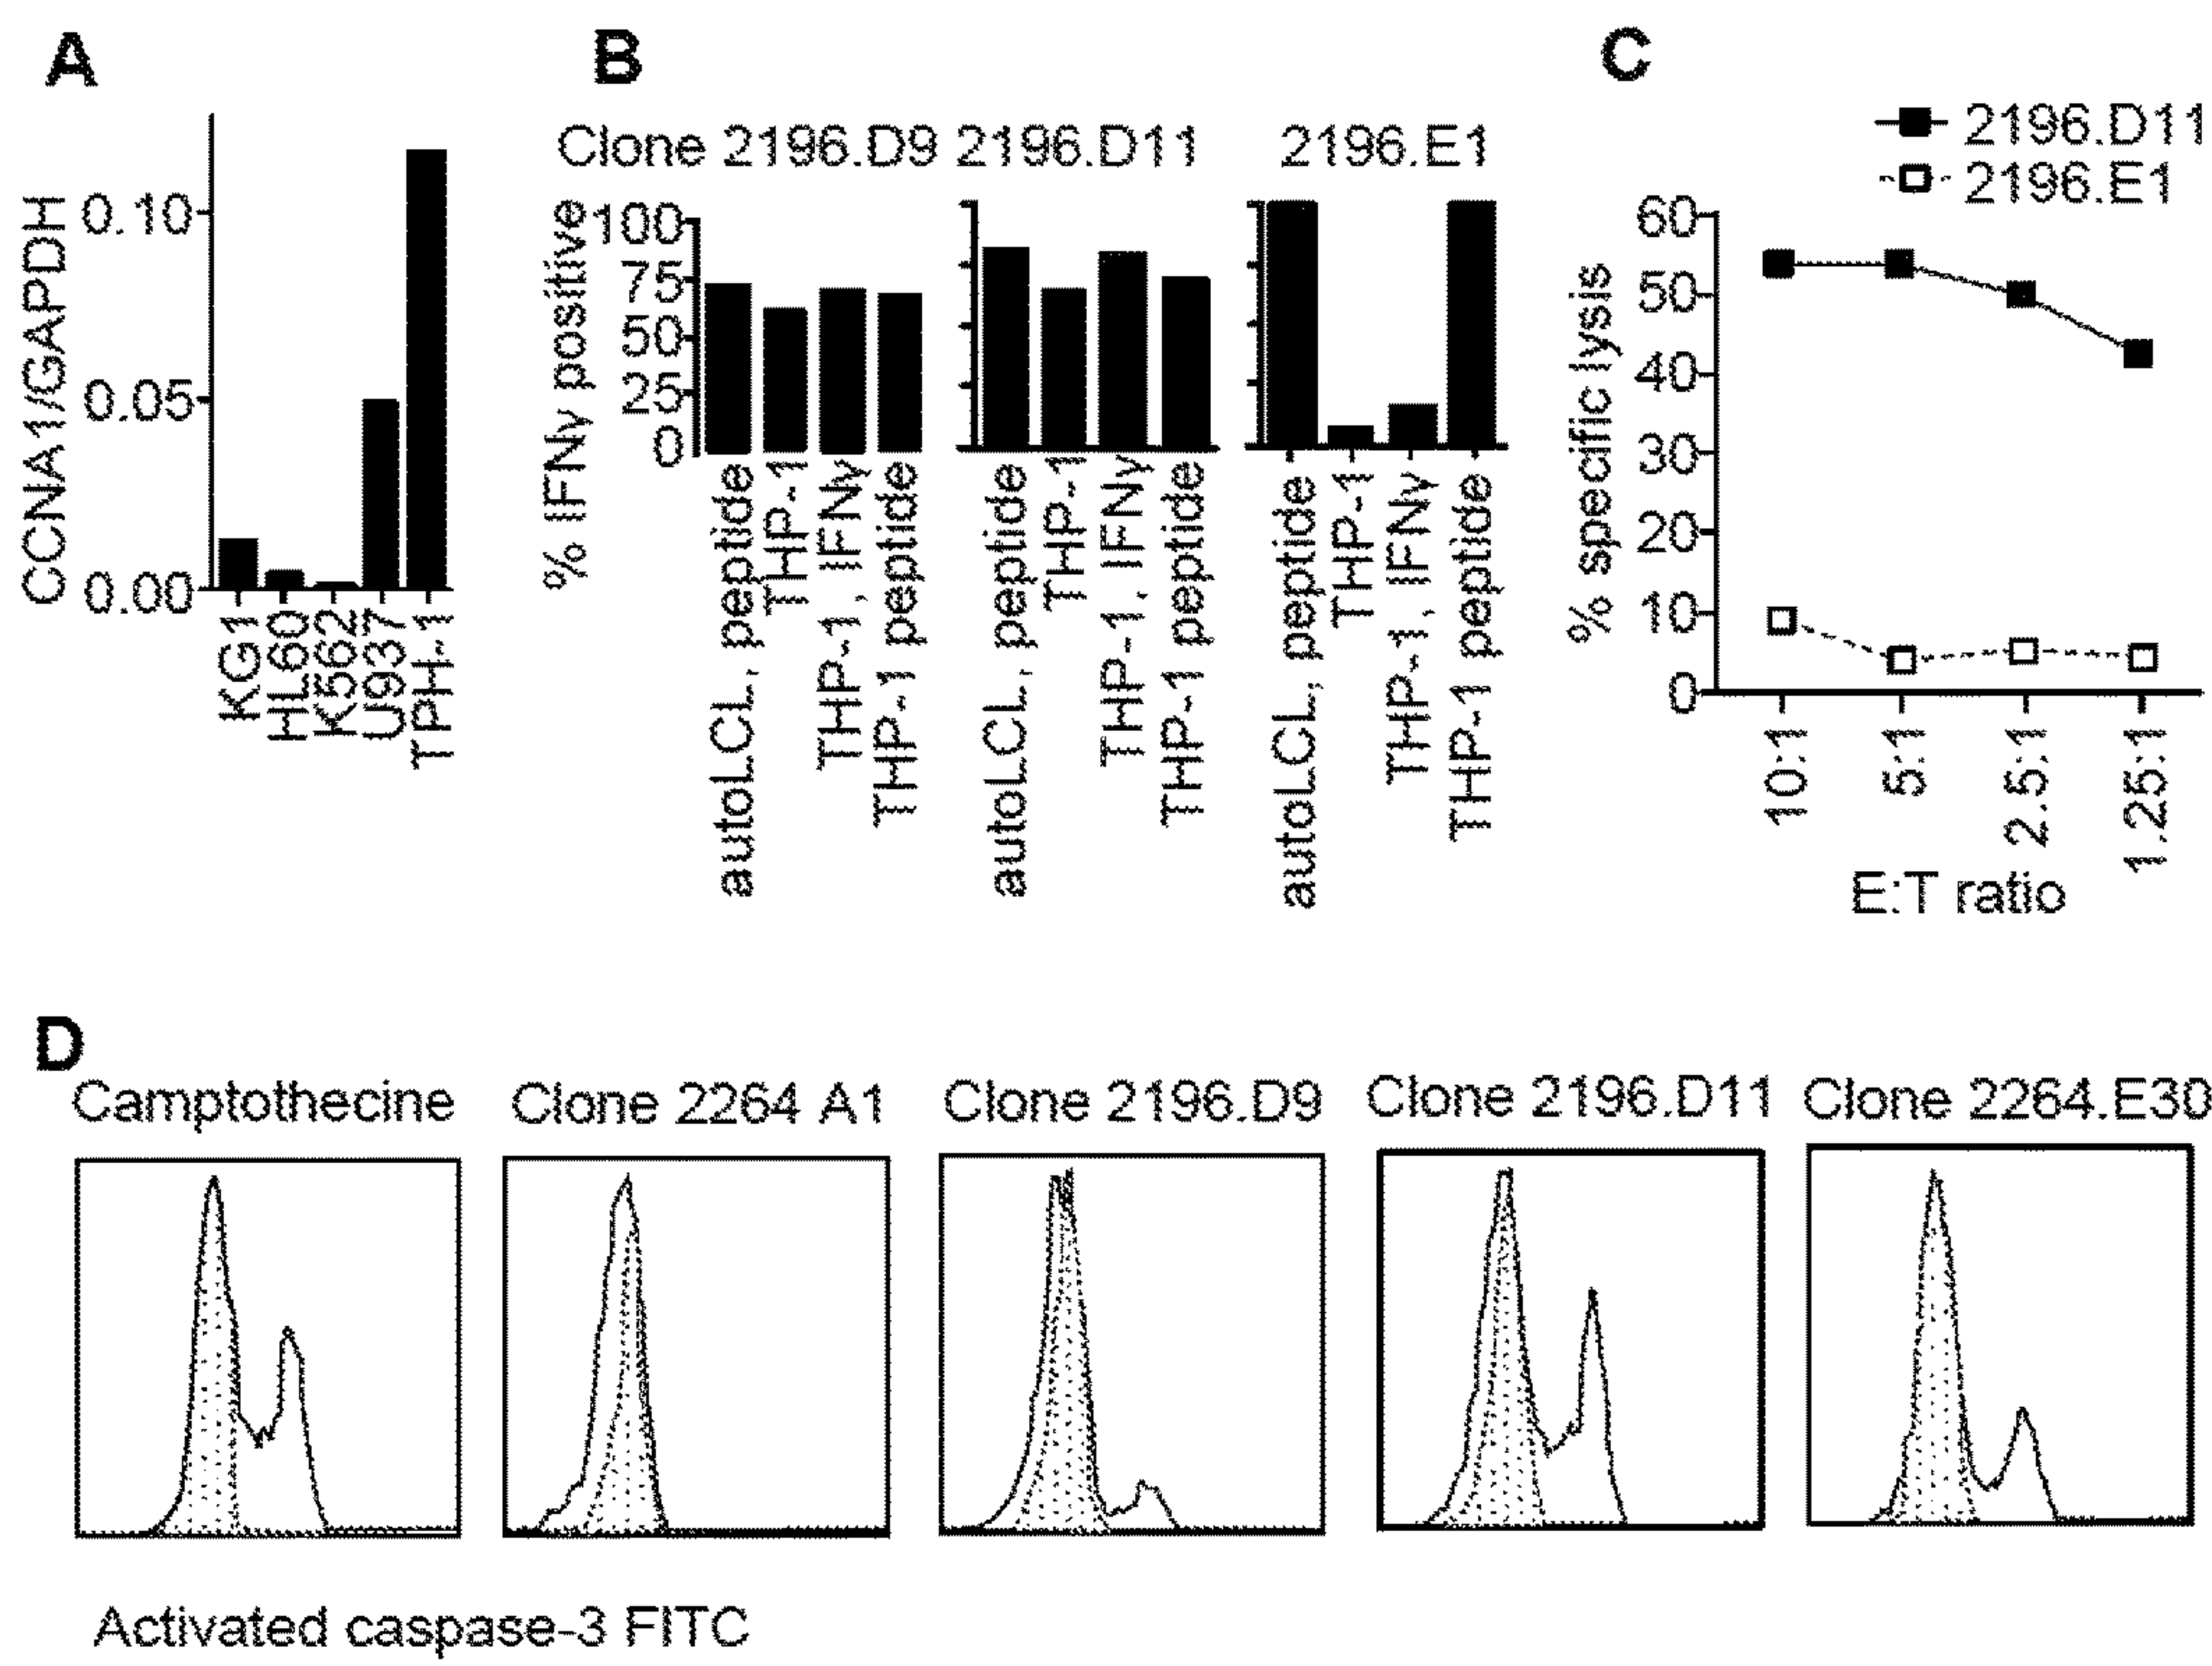 A
CCNA1/GAPDH
0.10
0.05
0.00
KG1
HL60
K562
U937
TPH-1
B
Clone 2196.D9 2196.D11 2196.E1
% IFNγ positive
100
75
50
25
0
autoLCL, peptide
THP-1
THP-1, IFNγ
THP-1 peptide
autoLCL, peptide
THP-1
THP-1, IFNγ
THP-1 peptide
autoLCL, peptide
THP-1
THP-1, IFNγ
THP-1 peptide
C
2196.D11
2196.E1
% specific lysis
60
50
40
30
20
10
0
10:1
5:1
2.5:1
1.25:1
E:T ratio
D
Camptothecine
Clone 2264 A1
Clone 2196.D9
Clone 2196.D11
Clone 2264.E30
Activated caspase-3 FITC